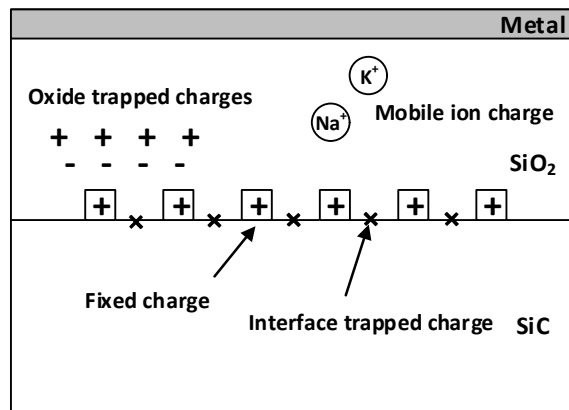 Metal
Oxide trapped charges
K+
Na+
Mobile ion charge
+ + + +
- - - -
SiO₂
+ + + + + +
Fixed charge
Interface trapped charge
SiC